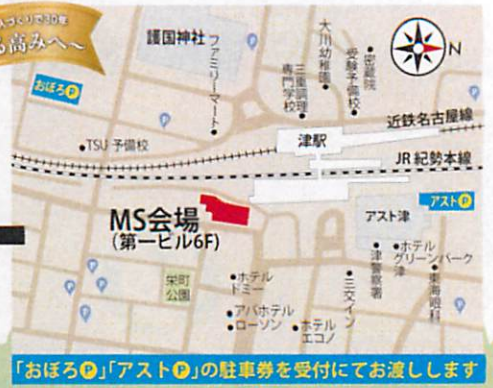 人づくりで30年
高みへ〜
護国神社
ファミリーマート
大川幼稚園
三重調理
専門学校
密蔵院
受験予備校
N
おぼろP
TSU 予備校
津駅
近鉄名古屋線
JR紀勢本線
MS会場
(第一ビル6F)
アスト津
アストP
栄町
公園
ホテル
ドミー
アパホテル
ローソン
ホテル
エコノ
三交イン
津警察署
ホテル
グリーンパーク
津
東海眼科
「おぼろP」「アストP」の駐車券を受付にてお渡しします